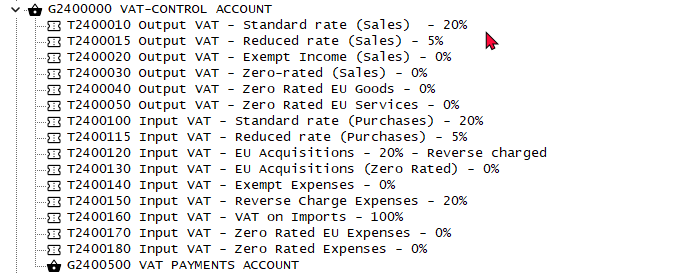 G2400000 VAT-CONTROL ACCOUNT
T2400010 Output VAT - Standard rate (Sales)  - 20%
T2400015 Output VAT - Reduced rate (Sales) - 5%
T2400020 Output VAT - Exempt Income (Sales) - 0%
T2400030 Output VAT - Zero-rated (Sales) - 0%
T2400040 Output VAT - Zero Rated EU Goods - 0%
T2400050 Output VAT - Zero Rated EU Services - 0%
T2400100 Input VAT - Standard rate (Purchases) - 20%
T2400115 Input VAT - Reduced rate (Purchases) - 5%
T2400120 Input VAT - EU Acquisitions - 20% - Reverse charged
T2400130 Input VAT - EU Acquisitions (Zero Rated) - 0%
T2400140 Input VAT - Exempt Expenses - 0%
T2400150 Input VAT - Reverse Charge Expenses - 20%
T2400160 Input VAT - VAT on Imports - 100%
T2400170 Input VAT - Zero Rated EU Expenses - 0%
T2400180 Input VAT - Zero Rated Expenses - 0%
G2400500 VAT PAYMENTS ACCOUNT